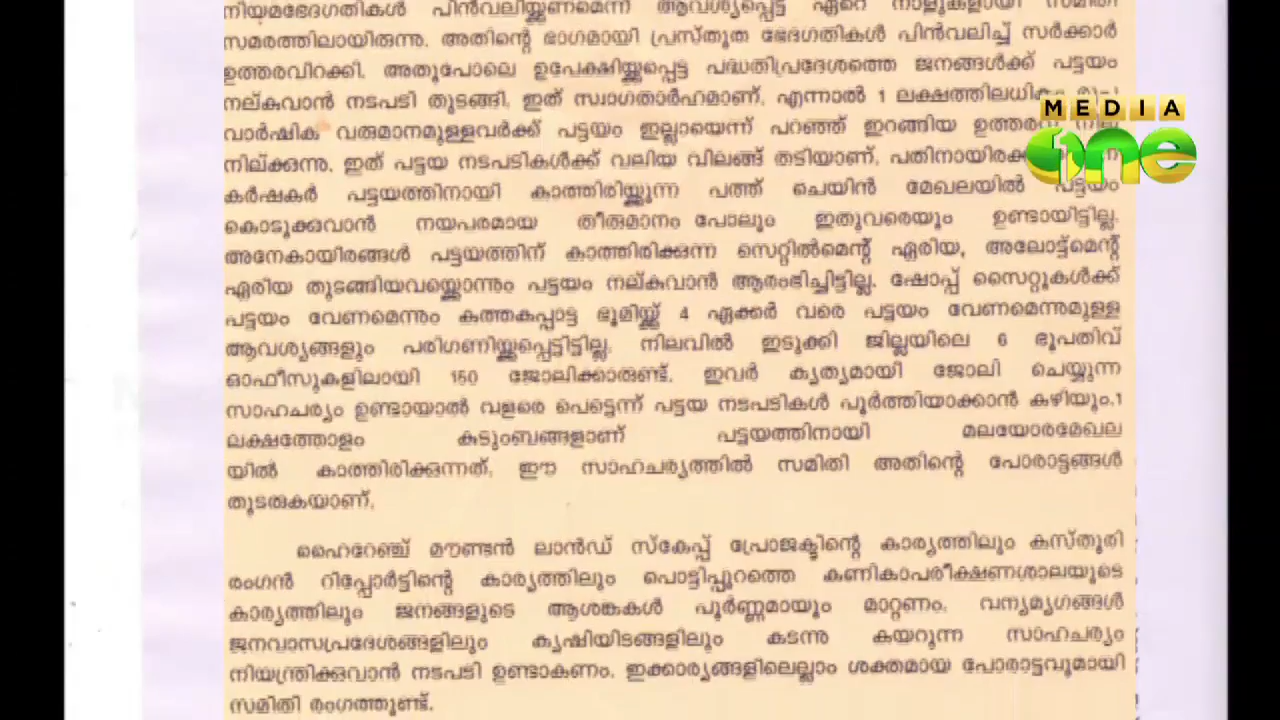 നിയമഭേദഗതികൾ പിൻവലിയ്ക്കണമെന്ന് ആവശ്യപ്പെട്ട് ഏറെ നാളുകളായി സമിതി
സമരത്തിലായിരുന്നു. അതിന്റെ ഭാഗമായി പ്രസ്തുത ഭേദഗതികൾ പിൻവലിച്ച് സർക്കാർ
ഉത്തരവിറക്കി. അതുപോലെ ഉപേക്ഷിയ്ക്കപ്പെട്ട പദ്ധതിപ്രദേശത്തെ ജനങ്ങൾക്ക് പട്ടയം
നല്കുവാൻ നടപടി തുടങ്ങി. ഇത് സ്വാഗതാർഹമാണ്. എന്നാൽ 1 ലക്ഷത്തിലധികം
വാർഷിക വരുമാനമുള്ളവർക്ക് പട്ടയം ഇല്ലായെന്ന് പറഞ്ഞ് ഇറങ്ങിയ ഉത്തരവ്
നില്ക്കുന്നു. ഇത് പട്ടയ നടപടികൾക്ക് വലിയ വിലങ്ങ് തടിയാണ്.
കർഷകർ പട്ടയത്തിനായി കാത്തിരിയ്ക്കുന്ന പത്ത് ചെയിൻ മേഖലയിൽ പട്ടയം
കൊടുക്കുവാൻ നയപരമായ തീരുമാനം പോലും ഇതുവരെയും ഉണ്ടായിട്ടില്ല.
അനേകായിരങ്ങൾ പട്ടയത്തിന് കാത്തിരിക്കുന്ന സെറ്റിൽമെന്റ് ഏരിയ, അലോട്ട്മെന്റ്
ഏരിയ തുടങ്ങിയവയ്ക്കൊന്നും പട്ടയം നല്കുവാൻ ആരംഭിച്ചിട്ടില്ല. ഷോപ്പ് സൈറ്റുകൾക്ക്
പട്ടയം വേണമെന്നും കുത്തകപ്പാട്ട ഭൂമിയ്ക്ക് 4 ഏക്കർ വരെ പട്ടയം വേണമെന്നുമുള്ള
ആവശ്യങ്ങളും പരിഗണിയ്ക്കപ്പെട്ടിട്ടില്ല. നിലവിൽ ഇടുക്കി ജില്ലയിലെ 6 ഭൂപതിവ്
ഓഫീസുകളിലായി 150 ജോലിക്കാരുണ്ട്. ഇവർ കൃത്യമായി ജോലി ചെയ്യുന്ന
സാഹചര്യം ഉണ്ടായാൽ വളരെ പെട്ടെന്ന് പട്ടയ നടപടികൾ പൂർത്തിയാക്കാൻ കഴിയും.1
ലക്ഷത്തോളം കുടുംബങ്ങളാണ് പട്ടയത്തിനായി മലയോരമേഖല
യിൽ കാത്തിരിക്കുന്നത്. ഈ സാഹചര്യത്തിൽ സമിതി അതിന്റെ പോരാട്ടങ്ങൾ
തുടരുകയാണ്.
ഹൈറേഞ്ച് മൗണ്ടൻ ലാൻഡ് സ്കേപ്പ് പ്രോജക്ടിന്റെ കാര്യത്തിലും കസ്തൂരി
രംഗൻ റിപ്പോർട്ടിന്റെ കാര്യത്തിലും പൊട്ടിപ്പുറത്തെ കണികാപരീക്ഷണശാലയുടെ
കാര്യത്തിലും ജനങ്ങളുടെ ആശങ്കകൾ പൂർണ്ണമായും മാറ്റണം. വന്യമൃഗങ്ങൾ
ജനവാസപ്രദേശങ്ങളിലും കൃഷിയിടങ്ങളിലും കടന്നു കയറുന്ന സാഹചര്യം
നിയന്ത്രിക്കുവാൻ നടപടി ഉണ്ടാകണം. ഇക്കാര്യങ്ങളിലെല്ലാം ശക്തമായ പോരാട്ടവുമായി
സമിതി രംഗത്തുണ്ട്.
MEDIA
one